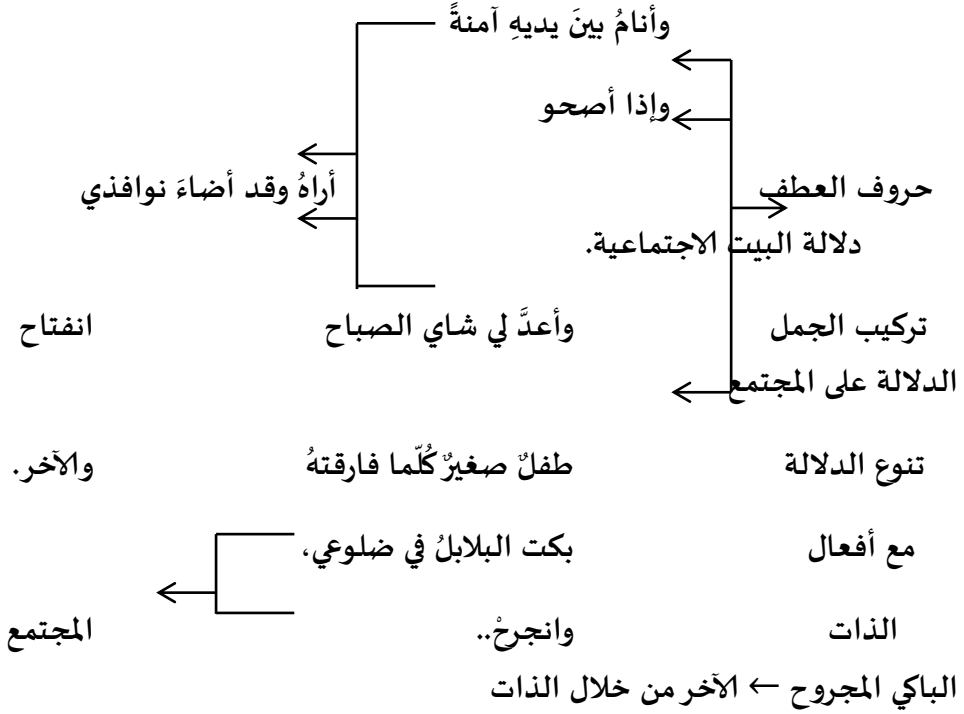 وأنامُ بينَ يديهِ آمنةً
وإذا أصحو
حروف العطف أراهُ وقد أضاءَ نوافذي
دلالة البيت الاجتماعية.
تركيب الجمل وأعدَّ لي شاي الصباح انفتاح
الدلالة على المجتمع
تنوع الدلالة طفلٌ صغيرٌ كُلّما فارقتهُ والآخر.
مع أفعال بكت البلابلُ في ضلوعي،
الذات وانجرحْ.. المجتمع
الباكي المجروح ← الآخر من خلال الذات